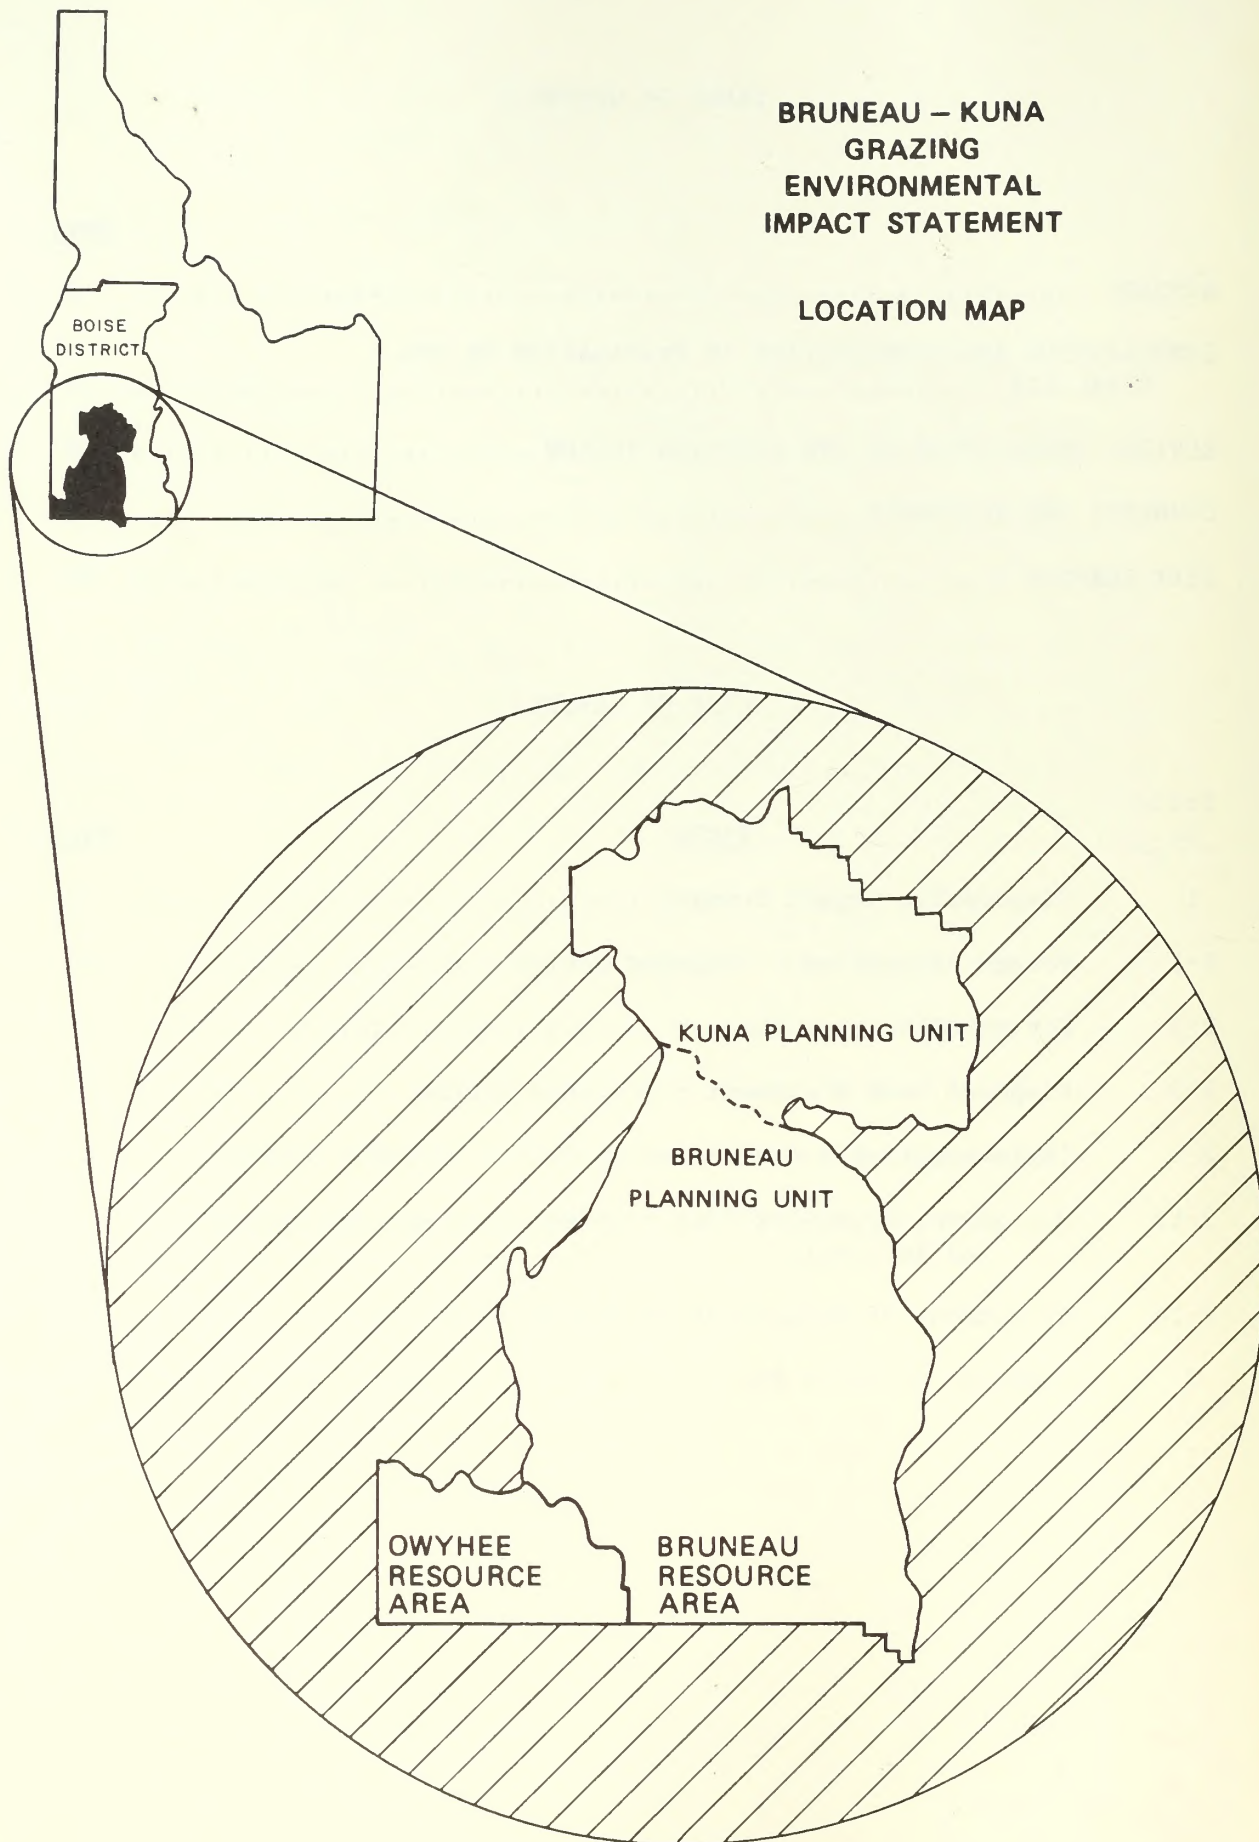 BRUNEAU – KUNA
GRAZING
ENVIRONMENTAL
IMPACT STATEMENT
LOCATION MAP
BOISE
DISTRICT
KUNA PLANNING UNIT
BRUNEAU
PLANNING UNIT
OWYHEE
RESOURCE
AREA
BRUNEAU
RESOURCE
AREA